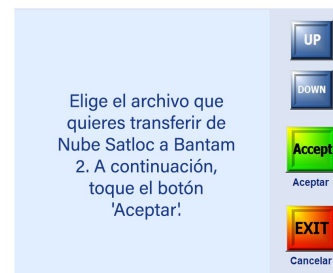 Elige el archivo que
quieres transferir de
Nube Satloc a Bantam
2. A continuación,
toque el botón
'Aceptar'.
UP
DOWN
Accept
Aceptar
EXIT
Cancelar